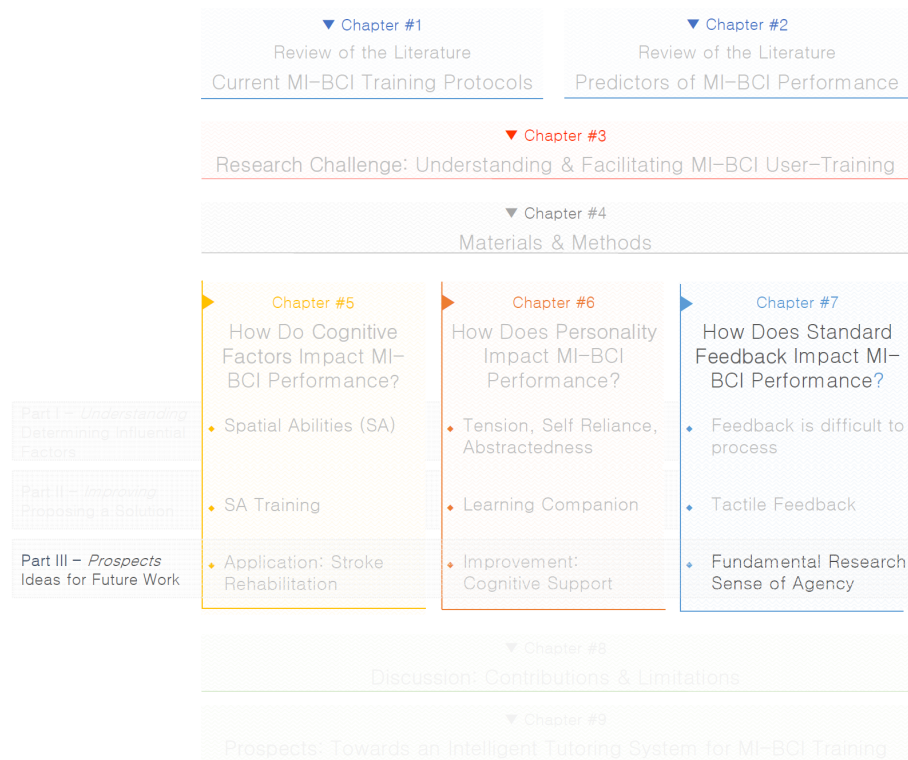 ▼ Chapter #1
Review of the Literature
Current MI-BCI Training Protocols
▼ Chapter #2
Review of the Literature
Predictors of MI-BCI Performance
▼ Chapter #3
Research Challenge: Understanding & Facilitating MI-BCI User-Training
▼ Chapter #4
Materials & Methods
Part I - Understanding
Determining Influential
Factors
Part II - Improving
Proposing a Solution
Part III - Prospects
Ideas for Future Work
Chapter #5
How Do Cognitive
Factors Impact MI-
BCI Performance?
Spatial Abilities (SA)
SA Training
Application: Stroke
Rehabilitation
Chapter #6
How Does Personality
Impact MI-BCI
Performance?
Tension, Self Reliance,
Abstractedness
Learning Companion
Improvement:
Cognitive Support
Chapter #7
How Does Standard
Feedback Impact MI-
BCI Performance?
Feedback is difficult to
process
Tactile Feedback
Fundamental Research
Sense of Agency
▼ Chapter #8
Discussion: Contributions & Limitations
▼ Chapter #9
Prospects: Towards an Intelligent Tutoring System for MI-BCI Training